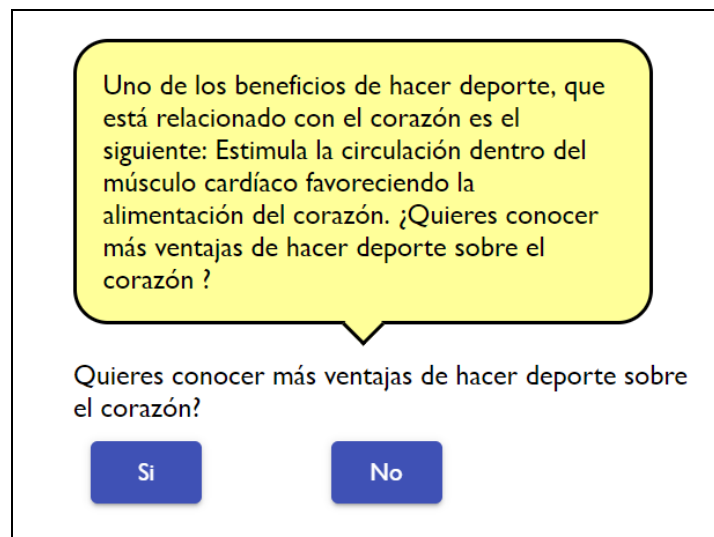 Uno de los beneficios de hacer deporte, que
está relacionado con el corazón es el
siguiente: Estimula la circulación dentro del
músculo cardíaco favoreciendo la
alimentación del corazón. ¿Quieres conocer
más ventajas de hacer deporte sobre el
corazón ?
Quieres conocer más ventajas de hacer deporte sobre
el corazón?
Si
No